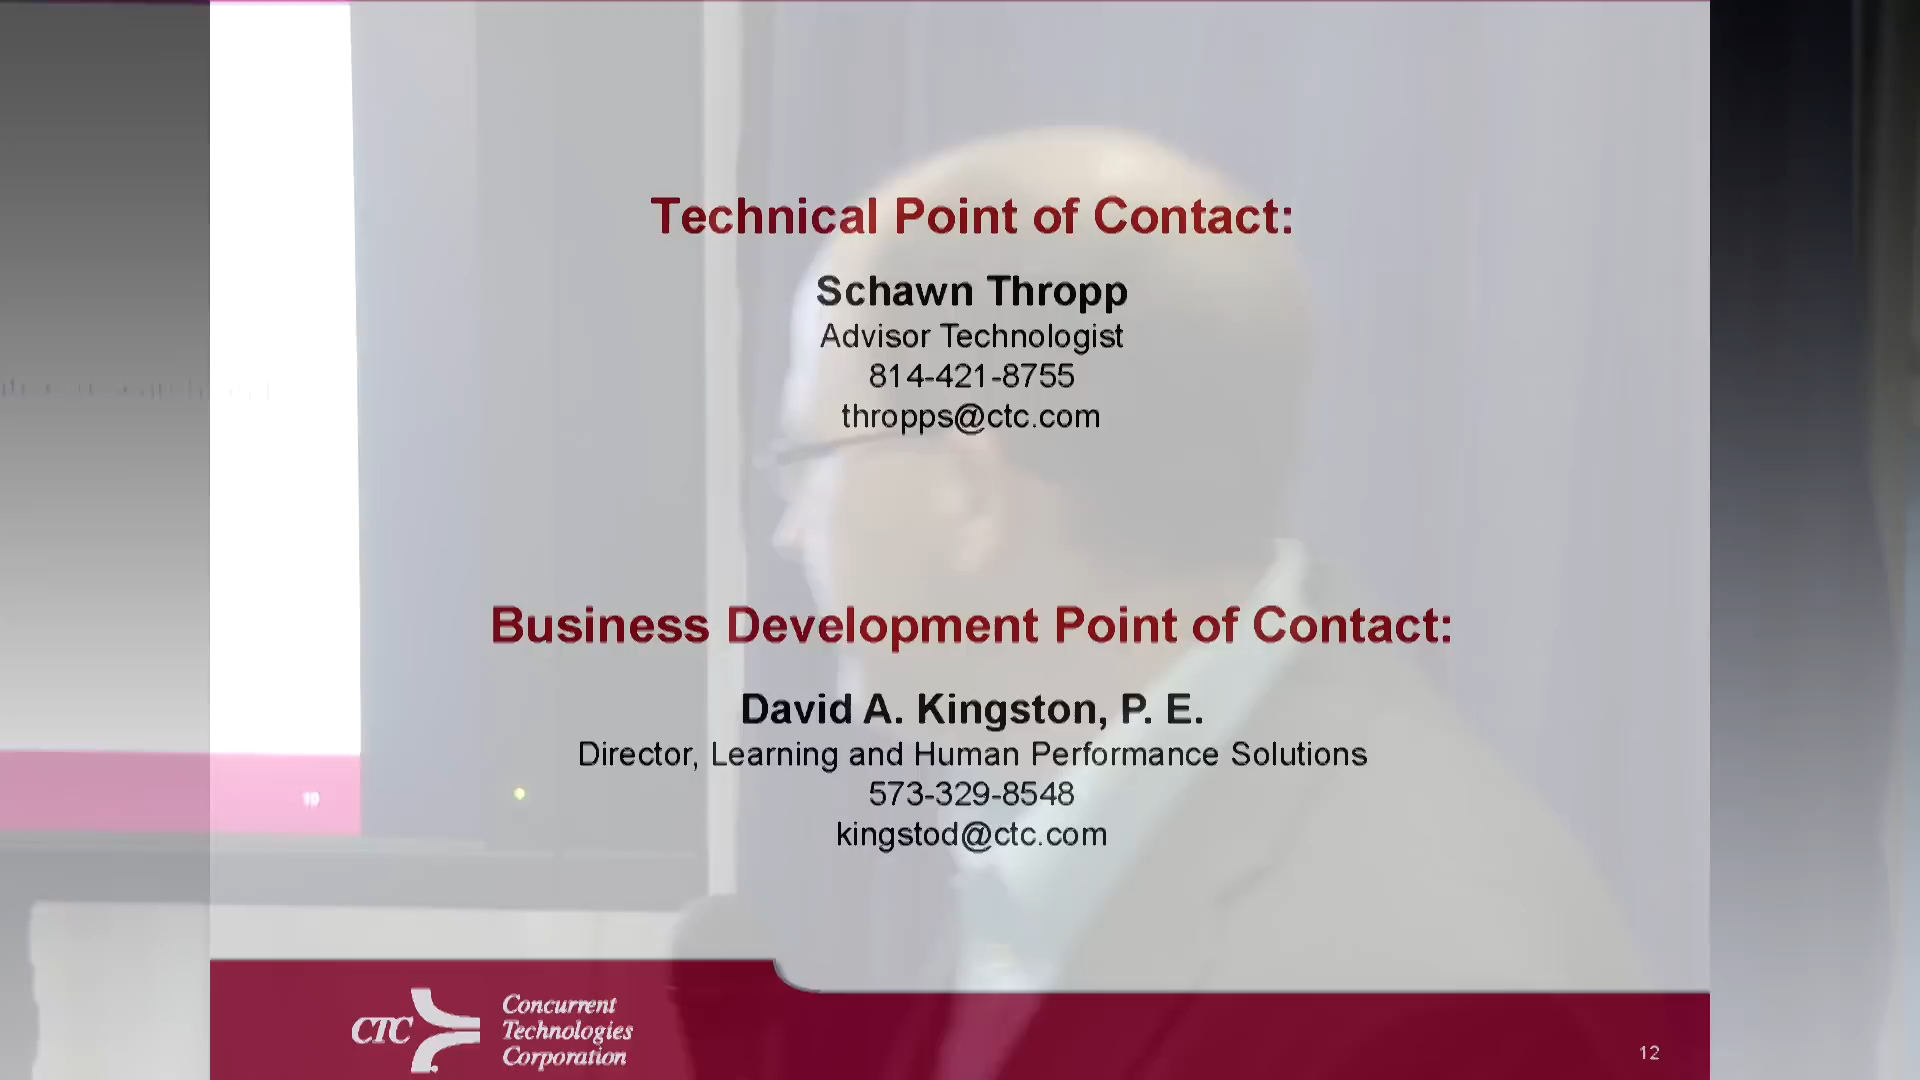 Technical Point of Contact:
Schawn Thropp
Advisor Technologist
814-421-8755
thropps@ctc.com
Business Development Point of Contact:
David A. Kingston, P. E.
Director, Learning and Human Performance Solutions
573-329-8548
kingstod@ctc.com
10
CTC
Concurrent
Technologies
Corporation
12